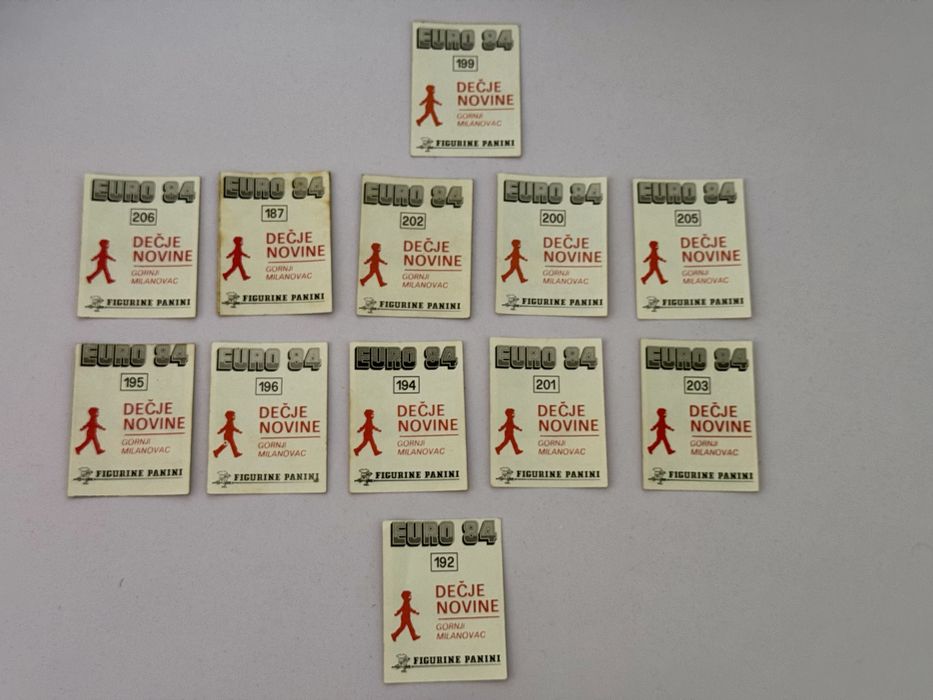 EURO 84
199
DEČJE
NOVINE
GORNJI
MILANOVAC
FIGURINE PANINI
EURO 84
206
DEČJE
NOVINE
GORNJI
MILANOVAC
FIGURINE PANINI
EURO 84
187
DEČJE
NOVINE
GORNJI
MILANOVAC
FIGURINE PANINI
EURO 84
202
DEČJE
NOVINE
GORNJI
MILANOVAC
FIGURINE PANINI
EURO 84
200
DEČJE
NOVINE
GORNJI
MILANOVAC
FIGURINE PANINI
EURO 84
205
DEČJE
NOVINE
GORNJI
MILANOVAC
FIGURINE PANINI
EURO 84
195
DEČJE
NOVINE
GORNJI
MILANOVAC
FIGURINE PANINI
EURO 84
196
DEČJE
NOVINE
GORNJI
MILANOVAC
FIGURINE PANINI
EURO 84
194
DEČJE
NOVINE
GORNJI
MILANOVAC
FIGURINE PANINI
EURO 84
201
DEČJE
NOVINE
GORNJI
MILANOVAC
FIGURINE PANINI
EURO 84
203
DEČJE
NOVINE
GORNJI
MILANOVAC
FIGURINE PANINI
EURO 84
192
DEČJE
NOVINE
GORNJI
MILANOVAC
FIGURINE PANINI